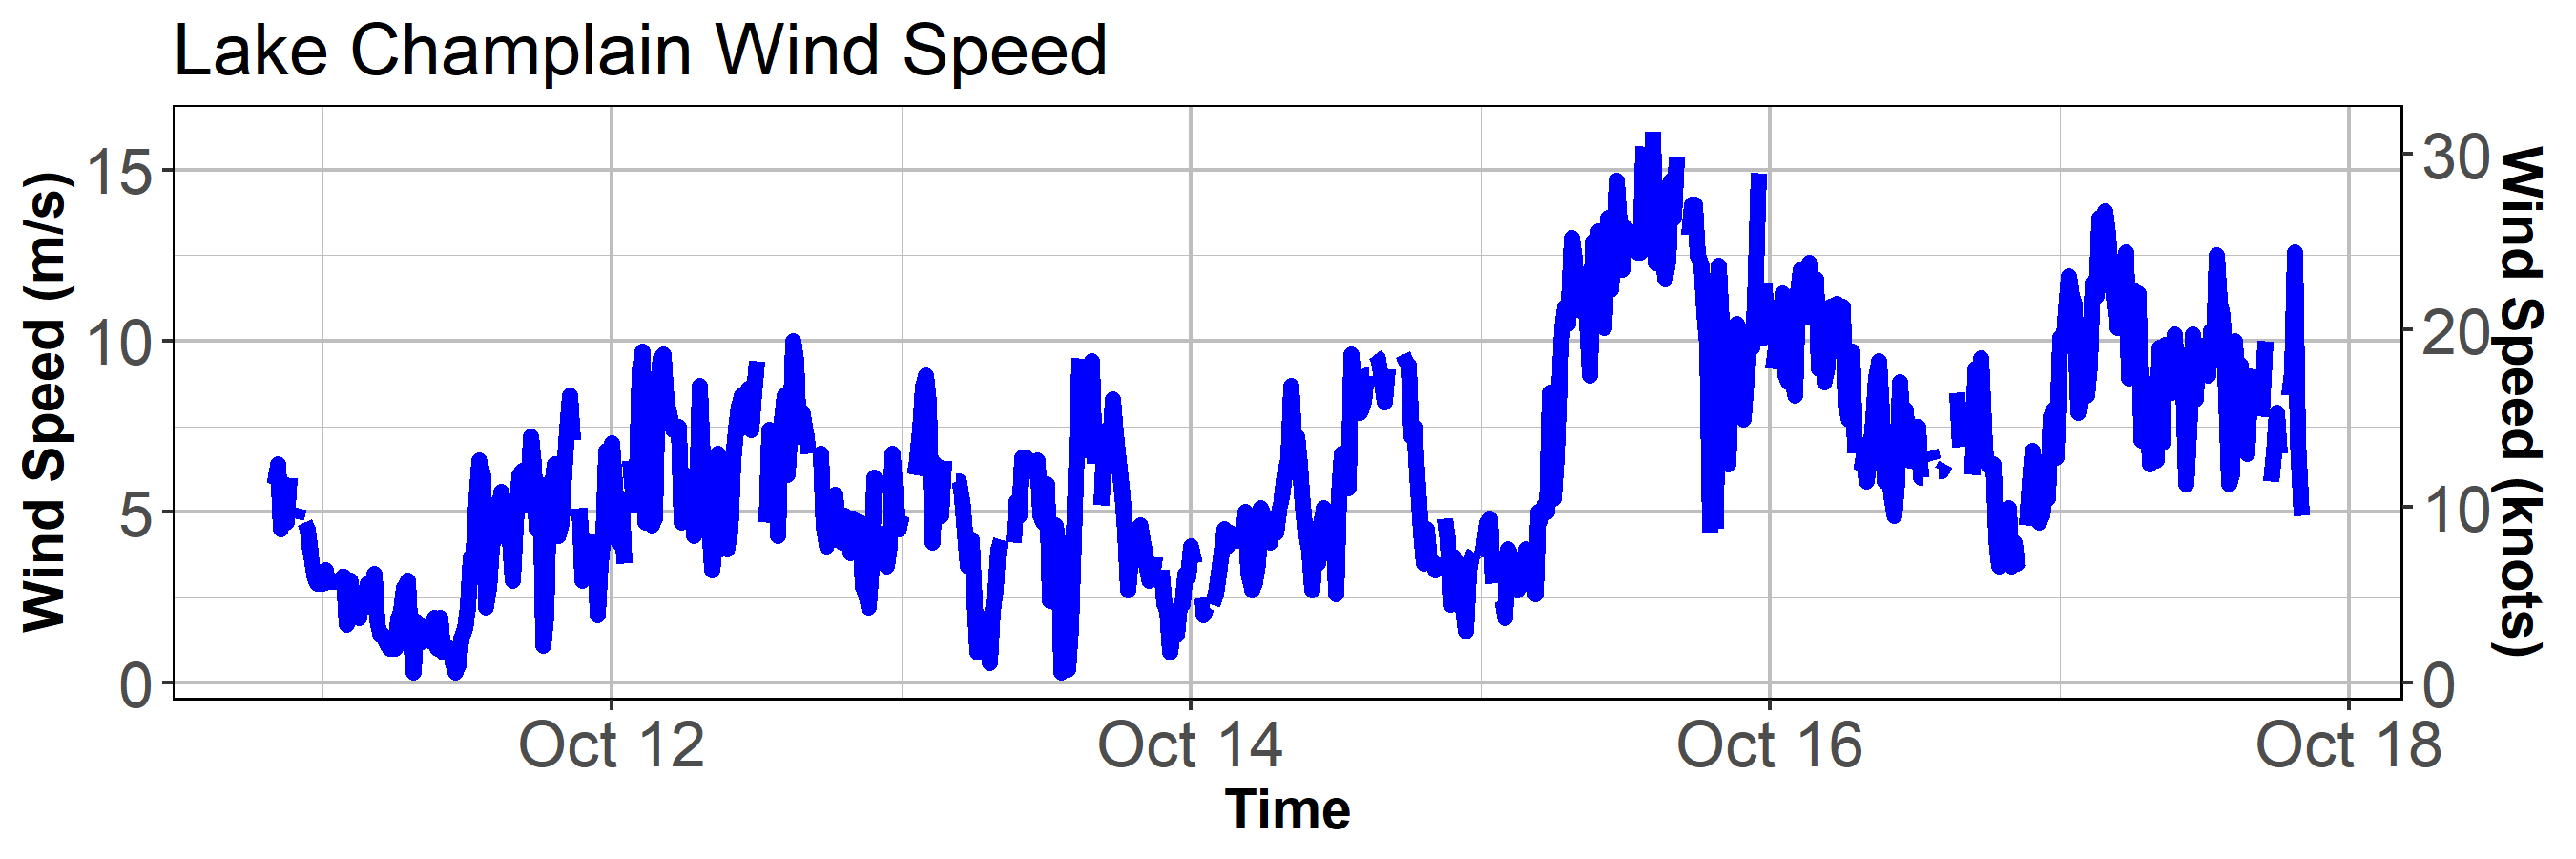 Lake Champlain Wind Speed
Wind Speed (m/s)
15
10
5
0
30
20
10
0
Wind Speed (knots)
Oct 12
Oct 14
Oct 16
Oct 18
Time